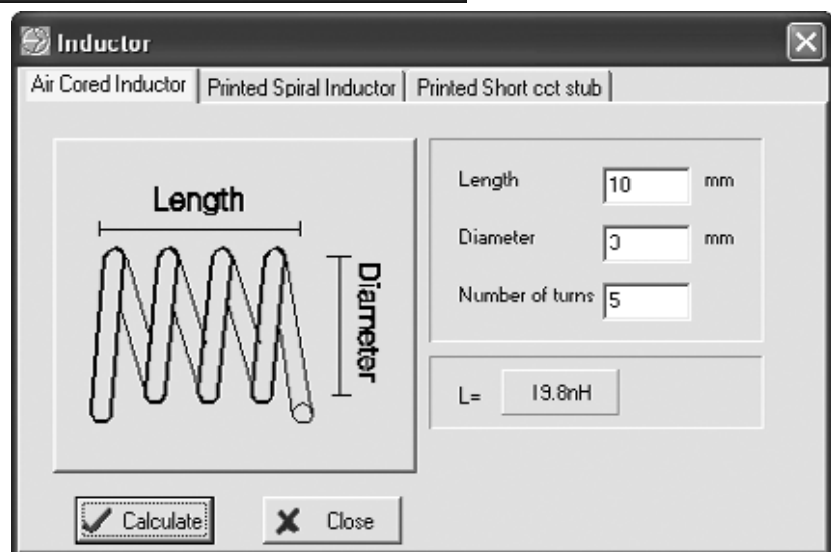 Inductor
Air Cored Inductor
Printed Spiral Inductor
Printed Short cct stub
Length
Diameter
Length 10 mm
Diameter 3 mm
Number of turns 5
L= 19.8nH
Calculate
Close